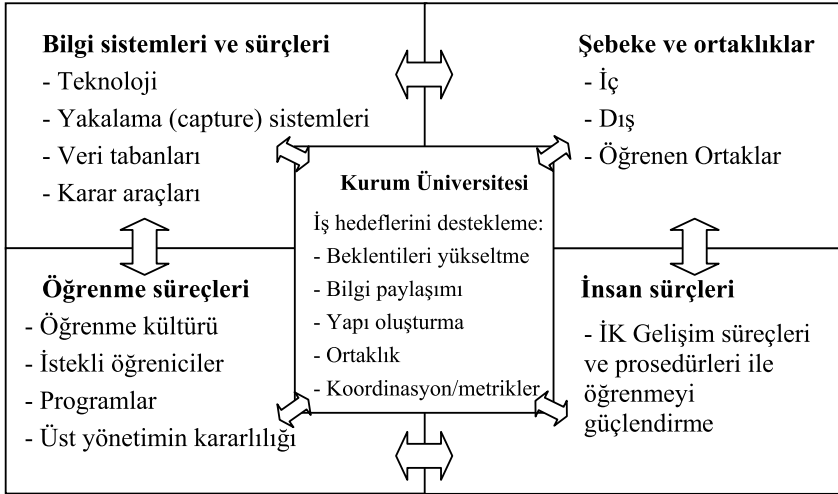 Bilgi sistemleri ve sürçleri
- Teknoloji
- Yakalama (capture) sistemleri
- Veri tabanları
- Karar araçları
Şebeke ve ortaklıklar
- İç
- Dış
- Öğrenen Ortaklar
Kurum Üniversitesi
İş hedeflerini destekleme:
- Beklentileri yükseltme
- Bilgi paylaşımı
- Yapı oluşturma
- Ortaklık
- Koordinasyon/metrikler
Öğrenme süreçleri
- Öğrenme kültürü
- İstekli öğreniciler
- Programlar
- Üst yönetimin kararlılığı
İnsan sürçleri
- İK Gelişim süreçleri
ve prosedürleri ile
öğrenmeyi
güçlendirme